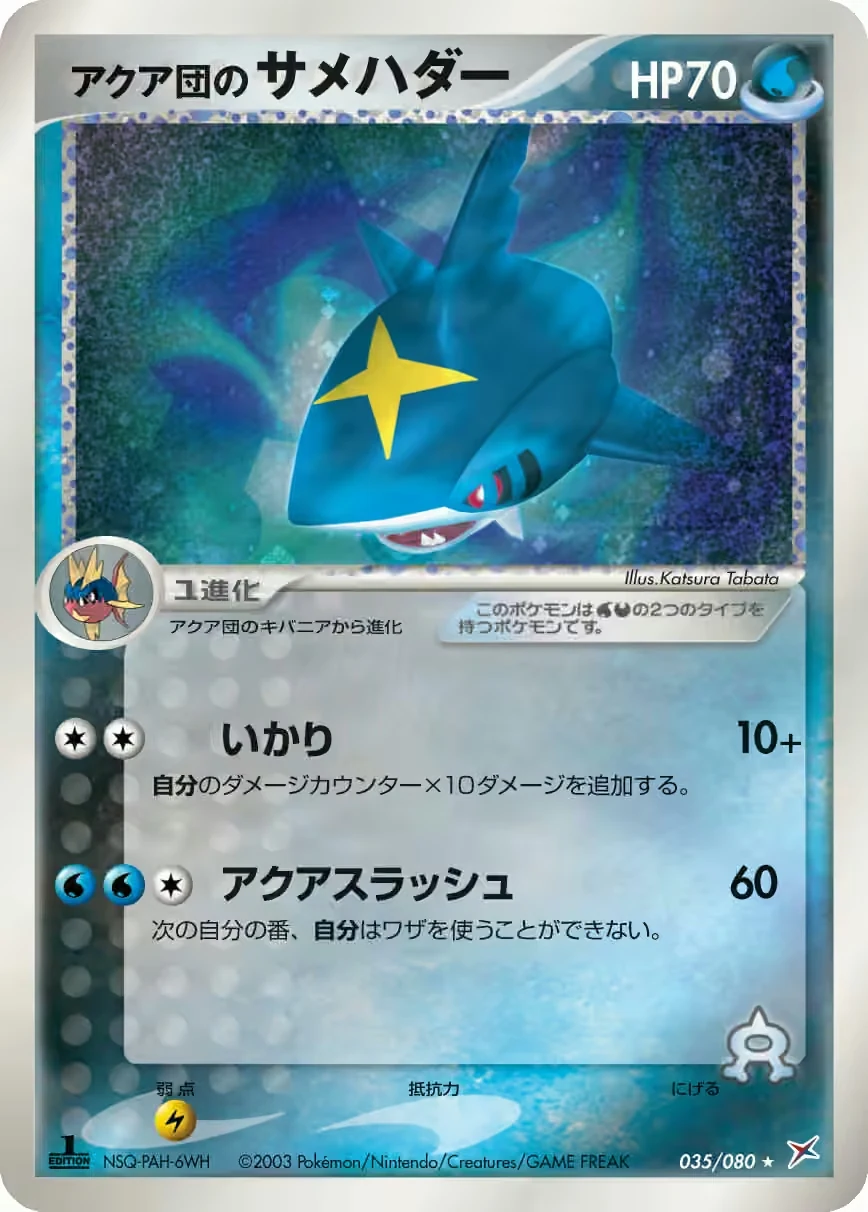 アクア団の サメハダー HP70
Illus.Katsura Tabata
1進化
アクア団のキバニアから進化
このポケモンはの2つのタイプを
持つポケモンです。
いかり 10+
自分のダメージカウンター×10ダメージを追加する。
アクアスラッシュ 60
次の自分の番、自分はワザを使うことができない。
弱点 抵抗力 にげる
1 EDITION NSQ-PAH-6WH ©2003 Pokémon/Nintendo/Creatures/GAME FREAK 035/080 ★